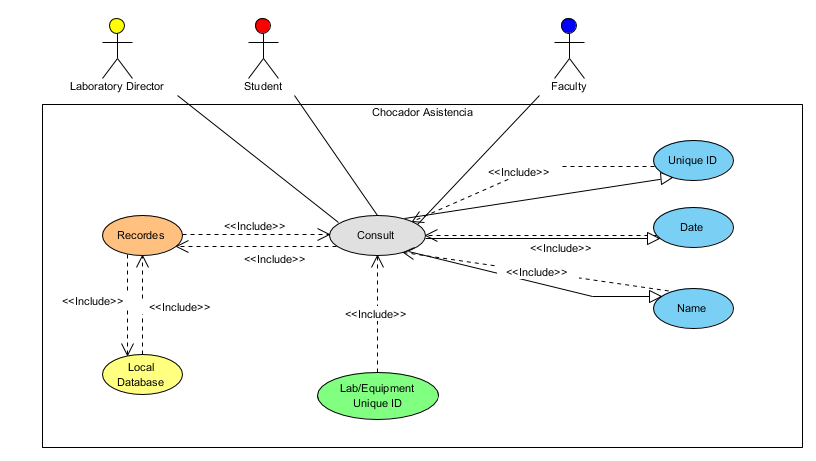 Laboratory Director
Student
Faculty
Chocador Asistencia
Unique ID
<<Include>>
Recordes
<<Include>>
Consult
Date
<<Include>>
<<Include>>
<<Include>>
<<Include>>
<<Include>>
Name
<<Include>>
Local
Database
Lab/Equipment
Unique ID